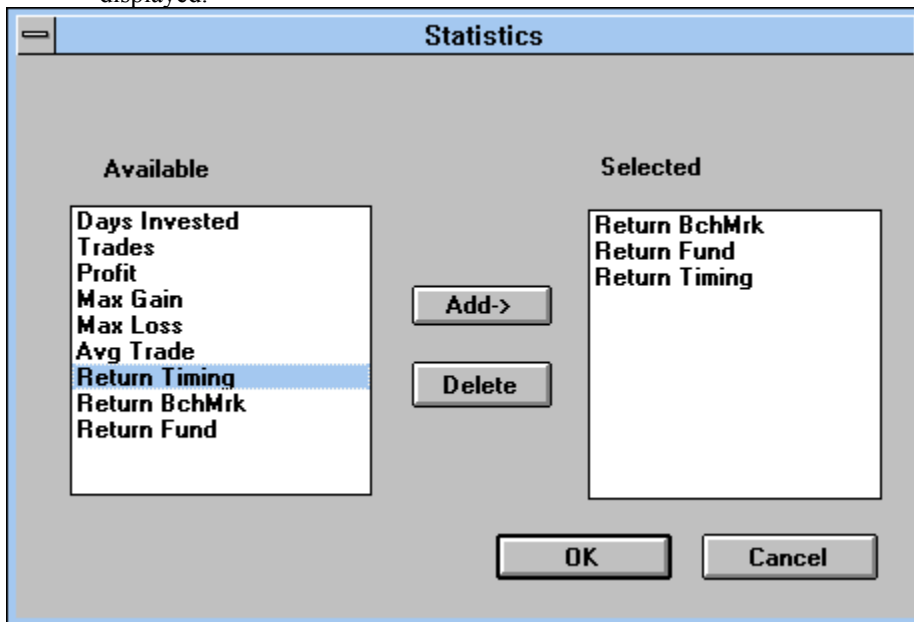 displayed.
Statistics
Available
Selected
Days Invested
Trades
Profit
Max Gain
Max Loss
Avg Trade
Return Timing
Return BchMrk
Return Fund
Add->
Delete
Return BchMrk
Return Fund
Return Timing
OK
Cancel